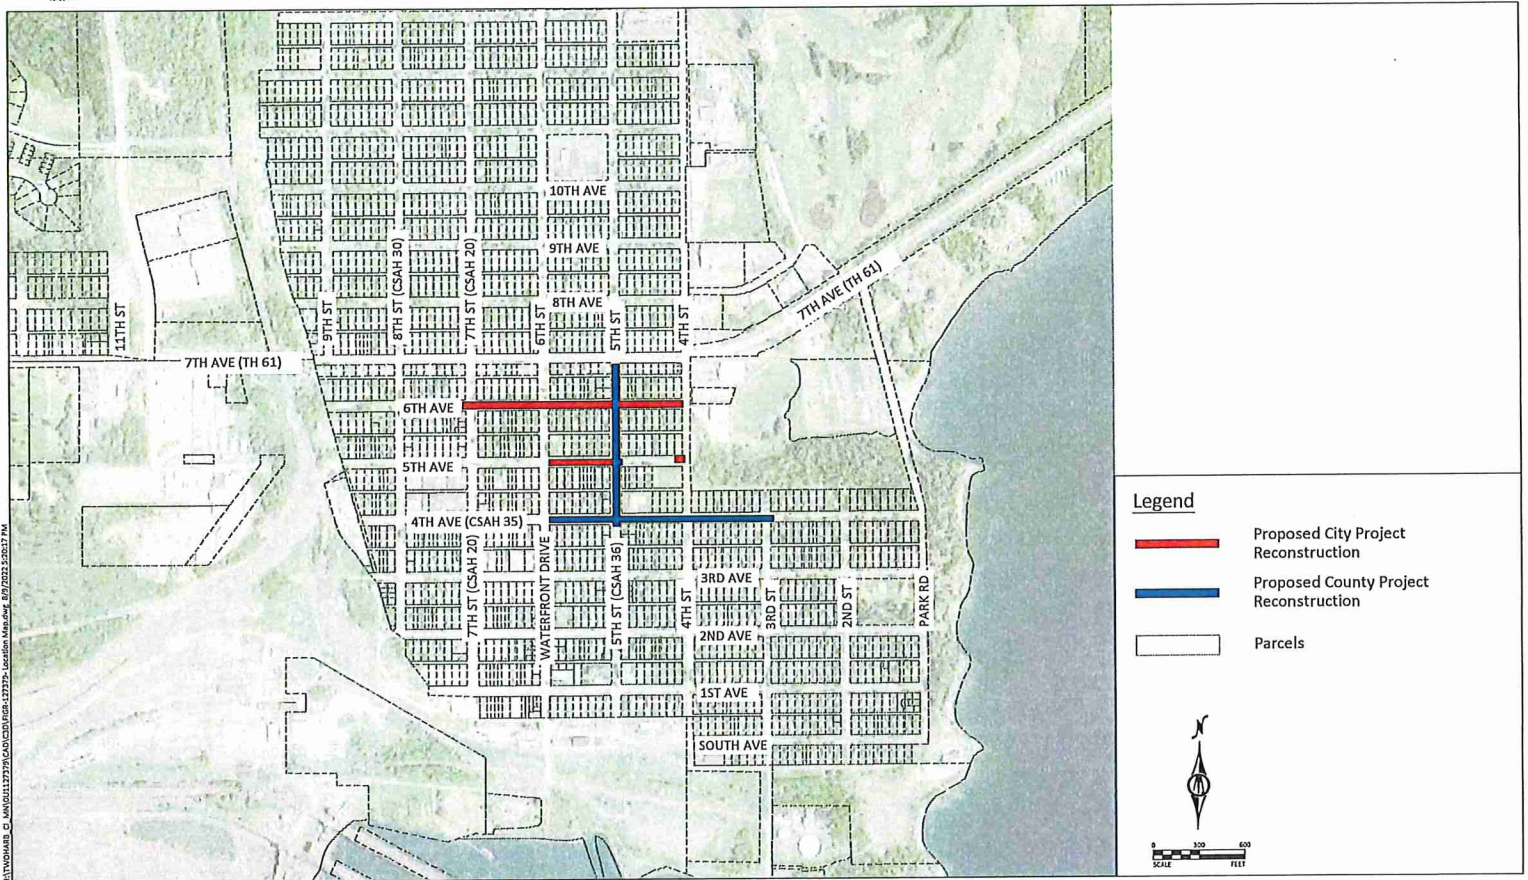 10TH AVE
9TH AVE
8TH AVE
11TH ST
9TH ST
8TH ST (CSAH 30)
7TH ST (CSAH 20)
6TH ST
5TH ST
4TH ST
7TH AVE (TH 61)
7TH AVE (TH 61)
6TH AVE
5TH AVE
4TH AVE (CSAH 35)
7TH ST (CSAH 20)
WATERFRONT DRIVE
5TH ST (CSAH 36)
4TH ST
3RD AVE
3RD ST
2ND ST
PARK RD
2ND AVE
1ST AVE
SOUTH AVE
Legend
Proposed City Project
Reconstruction
Proposed County Project
Reconstruction
Parcels
N
0 300 600
SCALE FEET